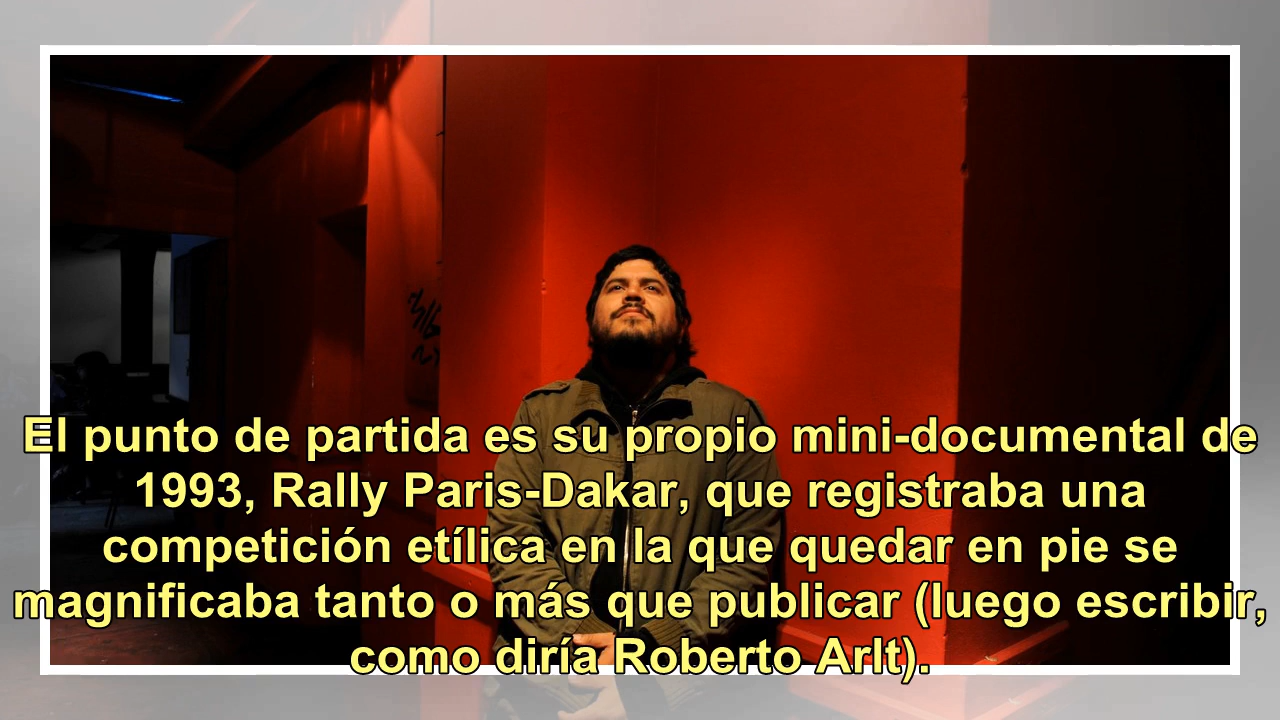 El punto de partida es su propio mini-documental de
1993, Rally Paris-Dakar, que registraba una
competición etílica en la que quedar en pie se
magnificaba tanto o más que publicar (luego escribir,
como diría Roberto Arlt).